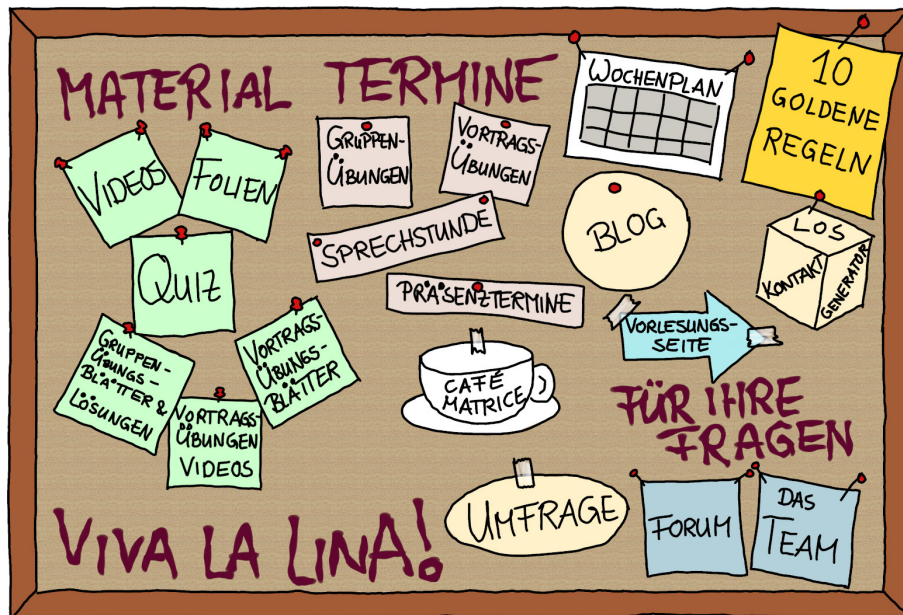 MATERIAL
VIDEOS
FOLIEN
QUIZ
GRUPPEN-
ÜBUNGS-
BLÄTTER &
LÖSUNGEN
VORTRAGS-
ÜBUNGS-
BLÄTTER
VORTRAGS-
ÜBUNGEN
VIDEOS
TERMINE
GRUPPEN-
ÜBUNGEN
VORTRAGS-
ÜBUNGEN
SPRECHSTUNDE
PRÄSENZTERMINE
CAFÉ
MATRICE
WOCHENPLAN
10
GOLDENE
REGELN
BLOG
LOS
KONTAKT
GENERATOR
VORLESUNGS-
SEITE
FÜR IHRE
FRAGEN
FORUM
DAS
TEAM
UMFRAGE
VIVA LA LINA!